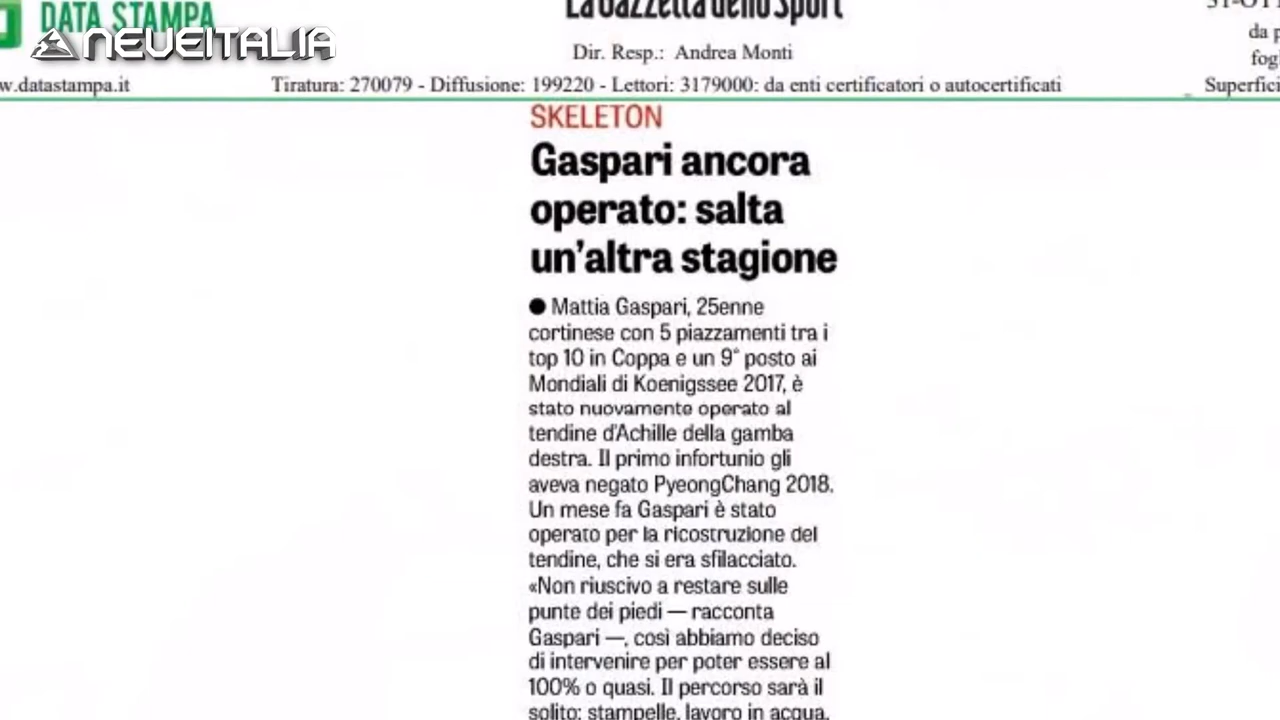 DATA STAMPA
NEVEITALIA
La Gazzetta dello Sport
Dir. Resp.: Andrea Monti
da
w.datastampa.it
Tiratura: 270079 - Diffusione: 199220 - Lettori: 3179000: da enti certificatori o autocertificati
SKELETON
Gaspari ancora
operato: salta
un'altra stagione
● Mattia Gaspari, 25enne
cortinese con 5 piazzamenti tra i
top 10 in Coppa e un 9° posto ai
Mondiali di Koenigssee 2017, è
stato nuovamente operato al
tendine d'Achille della gamba
destra. Il primo infortunio gli
aveva negato PyeongChang 2018.
Un mese fa Gaspari è stato
operato per la ricostruzione del
tendine, che si era sfilacciato.
«Non riuscivo a restare sulle
punte dei piedi — racconta
Gaspari —, così abbiamo deciso
di intervenire per poter essere al
100% o quasi. Il percorso sarà il
solito: stampelle, lavoro in acqua,